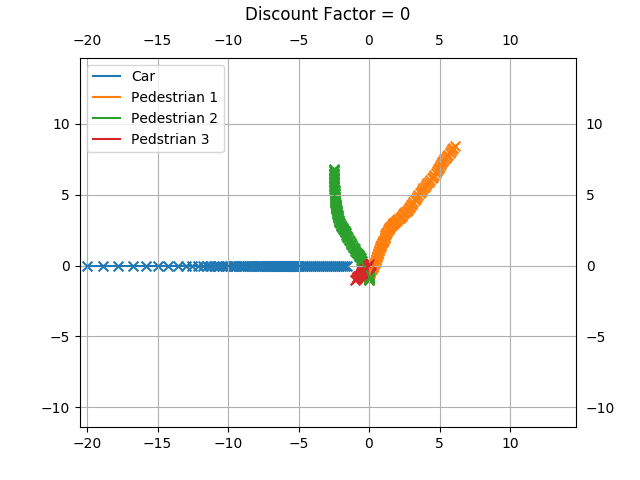 Discount Factor = 0
−20 −15 −10 −5 0 5 10
Car
Pedestrian 1
Pedestrian 2
Pedstrian 3
10 10
5 5
0 0
−5 −5
−10 −10
−20 −15 −10 −5 0 5 10